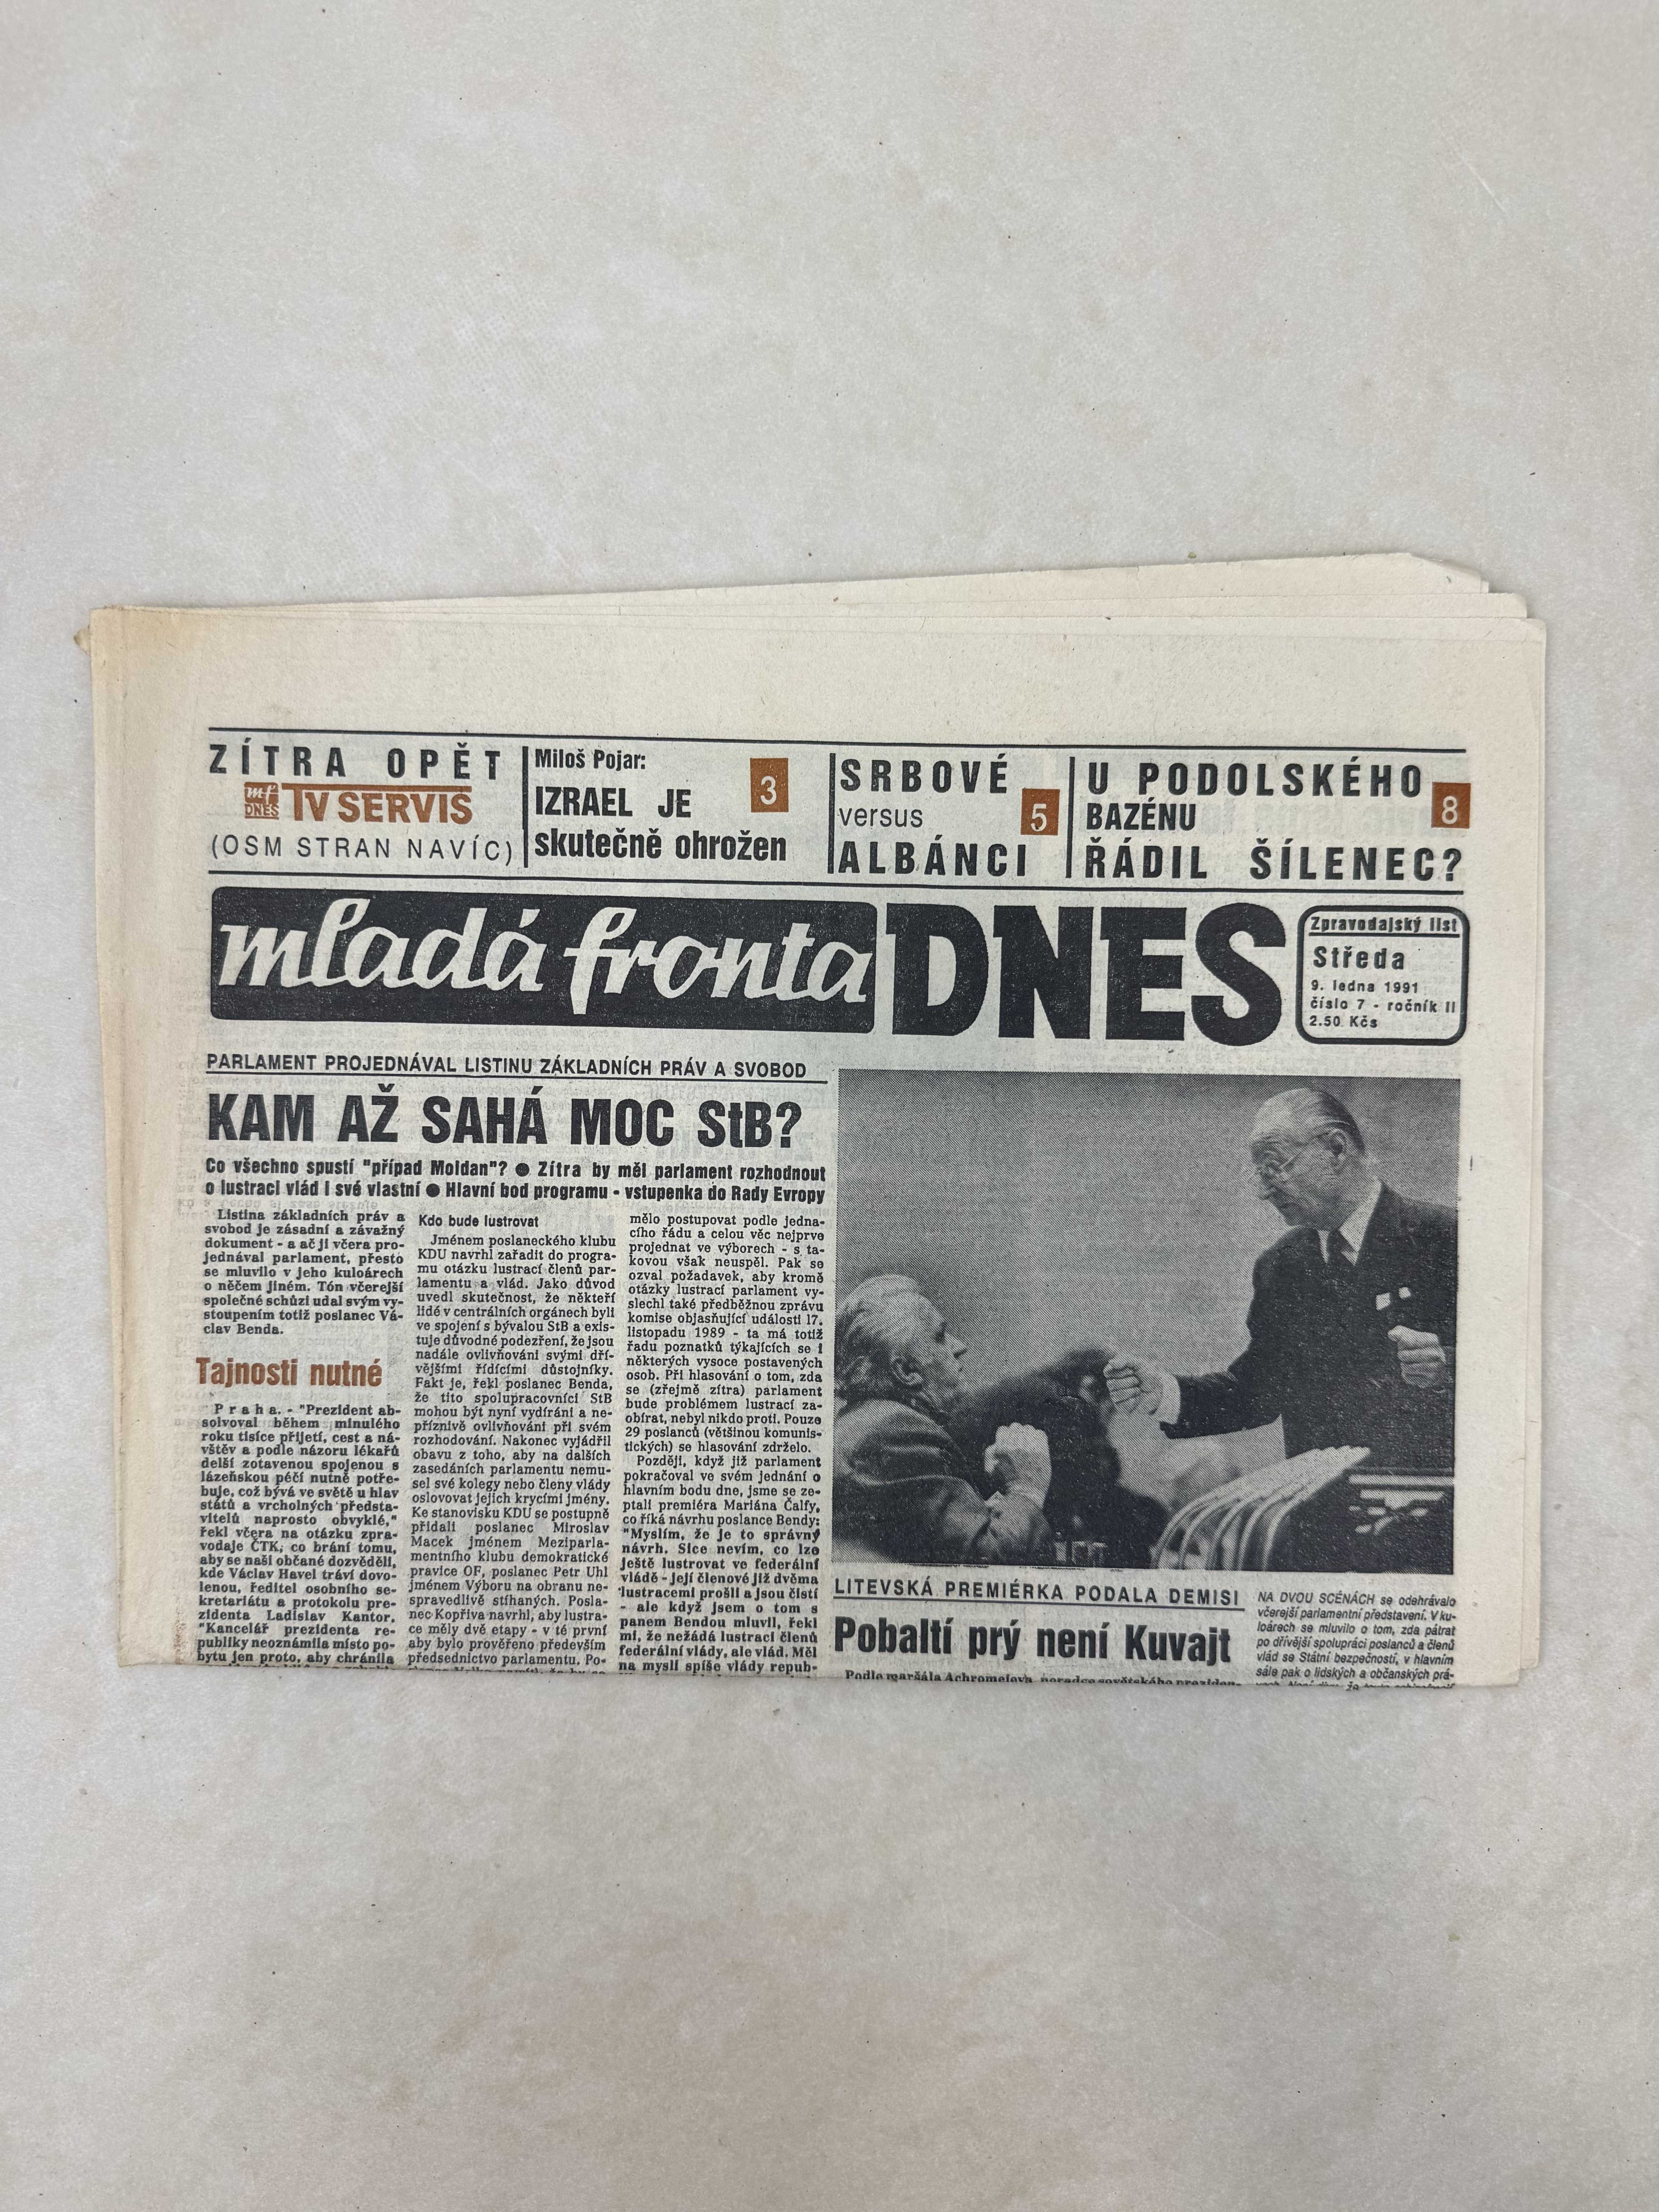 ZÍTRA OPĚT
mf DNES TV SERVIS
(OSM STRAN NAVÍC)
Miloš Pojar:
IZRAEL JE
skutečně ohrožen
3
SRBOVÉ
versus
ALBÁNCI
5
U PODOLSKÉHO
BAZÉNU
ŘÁDIL ŠÍLENEC?
8
mladá fronta DNES
Zpravodajský list
Středa
9. ledna 1991
číslo 7 - ročník II
2.50 Kčs
PARLAMENT PROJEDNÁVAL LISTINU ZÁKLADNÍCH PRÁV A SVOBOD
KAM AŽ SAHÁ MOC StB?
Co všechno spustí "případ Moldan"? ● Zítra by měl parlament rozhodnout
o lustraci vlád i své vlastní ● Hlavní bod programu - vstupenka do Rady Evropy
Listina základních práv a
svobod je zásadní a závažný
dokument - a ač ji včera pro-
jednával parlament, přesto
se mluvilo v jeho kuloárech
o něčem jiném. Tón včerejší
společné schůzi udal svým vy-
stoupením totiž poslanec Vá-
clav Benda.
Tajnosti nutné
Praha. - "Prezident ab-
solvoval během minulého
roku tisíce přijetí, cest a ná-
vštěv a podle názoru lékařů
delší zotavenou spojenou s
lázeňskou péčí nutně potře-
buje, což bývá ve světě u hlav
států a vrcholných představ-
vitelů naprosto obvyklé,"
řekl včera na otázku zpra-
vodaje ČTK, co brání tomu,
aby se naši občané dozvěděli,
kde Václav Havel tráví dovo-
lenou, ředitel osobního se-
kretariátu a protokolu pre-
zidenta Ladislav Kantor.
"Kancelář prezidenta re-
publiky neoznámila místo po-
bytu jen proto, aby chránila
Kdo bude lustrovat
Jménem poslaneckého klubu
KDU navrhl zařadit do progra-
mu otázku lustrací členů par-
lamentu a vlád. Jako důvod
uvedl skutečnost, že někteří
lidé v centrálních orgánech byli
ve spojení s bývalou StB a exis-
tuje důvodné podezření, že jsou
nadále ovlivňováni svými dří-
vějšími řídícími důstojníky.
Fakt je, řekl poslanec Benda,
že tito spolupracovníci StB
mohou být nyní vydíráni a ne-
příznivě ovlivňováni při svém
rozhodování. Nakonec vyjádřil
obavu z toho, aby na dalších
zasedáních parlamentu nemu-
sel své kolegy nebo členy vlády
oslovovat jejich krycími jmény.
Ke stanovisku KDU se postupně
přidali poslanec Miroslav
Macek jménem Meziparla-
mentního klubu demokratické
pravice OF, poslanec Petr Uhl
jménem Výboru na obranu ne-
spravedlivě stíhaných. Posla-
nec Kopřiva navrhl, aby lustra-
ce měly dvě etapy - v té první
aby bylo prověřeno především
předsednictvo parlamentu. Po-
mělo postupovat podle jedna-
cího řádu a celou věc nejprve
projednat ve výborech - s ta-
kovou však neuspěl. Pak se
ozval požadavek, aby kromě
otázky lustrací parlament vy-
slechl také předběžnou zprávu
komise objasňující události 17.
listopadu 1989 - ta má totiž
řadu poznatků týkajících se i
některých vysoce postavených
osob. Při hlasování o tom, zda
se (zřejmě zítra) parlament
bude problémem lustrací za-
obírat, nebyl nikdo proti. Pouze
29 poslanců (většinou komunis-
tických) se hlasování zdrželo.
Později, když již parlament
pokračoval ve svém jednání o
hlavním bodu dne, jsme se ze-
ptali premiéra Mariána Čalfy,
co říká návrhu poslance Bendy:
"Myslím, že je to správný
návrh. Sice nevím, co lze
ještě lustrovat ve federální
vládě - její členové již dvěma
lustracemi prošli a jsou čistí
- ale když jsem o tom s
panem Bendou mluvil, řekl
mi, že nežádá lustraci členů
federální vlády, ale vlád. Měl
na mysli spíše vlády repub-
LITEVSKÁ PREMIÉRKA PODALA DEMISI
Pobaltí prý není Kuvajt
Podle maršála Achromejeva, poradce sovětského preziden-
NA DVOU SCÉNÁCH se odehrávalo
včerejší parlamentní představení. V ku-
loárech se mluvilo o tom, zda pátrat
po dřívější spolupráci poslanců a členů
vlád se Státní bezpečností, v hlavním
sále pak o lidských a občanských prá-